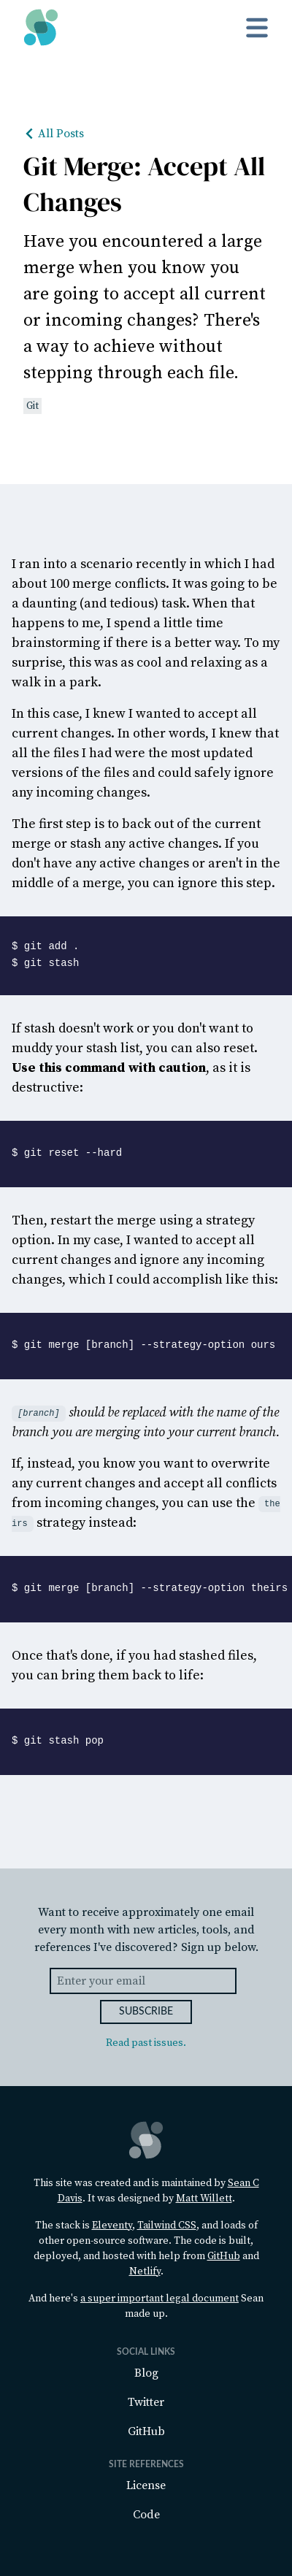 All Posts
Git Merge: Accept All
Changes
Have you encountered a large
merge when you know you
are going to accept all current
or incoming changes? There's
a way to achieve without
stepping through each file.
Git
I ran into a scenario recently in which I had
about 100 merge conflicts. It was going to be
a daunting (and tedious) task. When that
happens to me, I spend a little time
brainstorming if there is a better way. To my
surprise, this was as cool and relaxing as a
walk in a park.
In this case, I knew I wanted to accept all
current changes. In other words, I knew that
all the files I had were the most updated
versions of the files and could safely ignore
any incoming changes.
The first step is to back out of the current
merge or stash any active changes. If you
don't have any active changes or aren't in the
middle of a merge, you can ignore this step.
$ git add .
$ git stash
If stash doesn't work or you don't want to
muddy your stash list, you can also reset.
Use this command with caution, as it is
destructive:
$ git reset --hard
Then, restart the merge using a strategy
option. In my case, I wanted to accept all
current changes and ignore any incoming
changes, which I could accomplish like this:
$ git merge [branch] --strategy-option ours
[branch] should be replaced with the name of the
branch you are merging into your current branch.
If, instead, you know you want to overwrite
any current changes and accept all conflicts
from incoming changes, you can use the the
irs strategy instead:
$ git merge [branch] --strategy-option theirs
Once that's done, if you had stashed files,
you can bring them back to life:
$ git stash pop
Want to receive approximately one email
every month with new articles, tools, and
references I've discovered? Sign up below.
Enter your email
SUBSCRIBE
Read past issues.
This site was created and is maintained by Sean C
Davis. It was designed by Matt Willett.
The stack is Eleventy, Tailwind CSS, and loads of
other open-source software. The code is built,
deployed, and hosted with help from GitHub and
Netlify.
And here's a super important legal document Sean
made up.
SOCIAL LINKS
Blog
Twitter
GitHub
SITE REFERENCES
License
Code